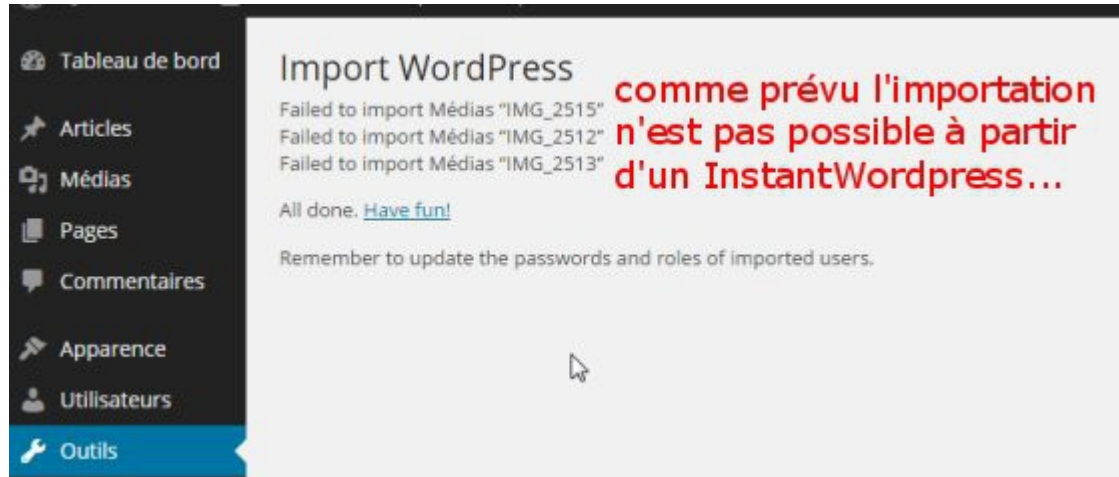 Tableau de bord
Articles
Médias
Pages
Commentaires
Apparence
Utilisateurs
Outils
Import WordPress
Failed to import Médias "IMG_2515"
Failed to import Médias "IMG_2512"
Failed to import Médias "IMG_2513"
All done. Have fun!
Remember to update the passwords and roles of imported users.
comme prévu l'importation
n'est pas possible à partir
d'un InstantWordpress...